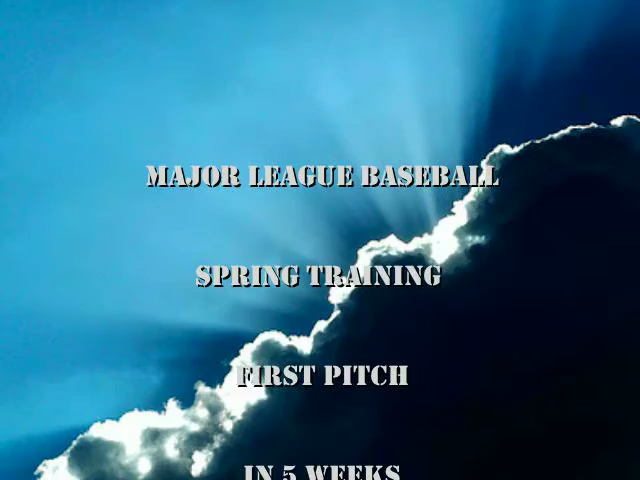 MAJOR LEAGUE BASEBALL
SPRING TRAINING
FIRST PITCH
IN 5 WEEKS